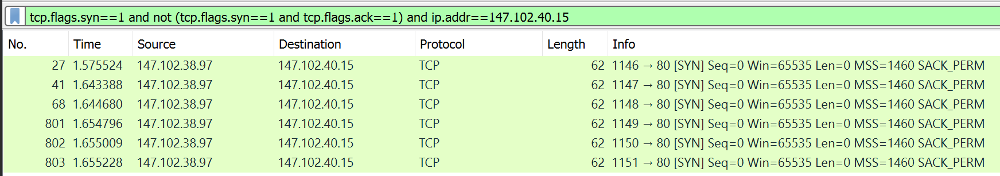 tcp.flags.syn==1 and not (tcp.flags.syn==1 and tcp.flags.ack==1) and ip.addr==147.102.40.15
No. Time Source Destination Protocol Length Info
27 1.575524 147.102.38.97 147.102.40.15 TCP 62 1146 → 80 [SYN] Seq=0 Win=65535 Len=0 MSS=1460 SACK_PERM
41 1.643388 147.102.38.97 147.102.40.15 TCP 62 1147 → 80 [SYN] Seq=0 Win=65535 Len=0 MSS=1460 SACK_PERM
68 1.644680 147.102.38.97 147.102.40.15 TCP 62 1148 → 80 [SYN] Seq=0 Win=65535 Len=0 MSS=1460 SACK_PERM
801 1.654796 147.102.38.97 147.102.40.15 TCP 62 1149 → 80 [SYN] Seq=0 Win=65535 Len=0 MSS=1460 SACK_PERM
802 1.655009 147.102.38.97 147.102.40.15 TCP 62 1150 → 80 [SYN] Seq=0 Win=65535 Len=0 MSS=1460 SACK_PERM
803 1.655228 147.102.38.97 147.102.40.15 TCP 62 1151 → 80 [SYN] Seq=0 Win=65535 Len=0 MSS=1460 SACK_PERM